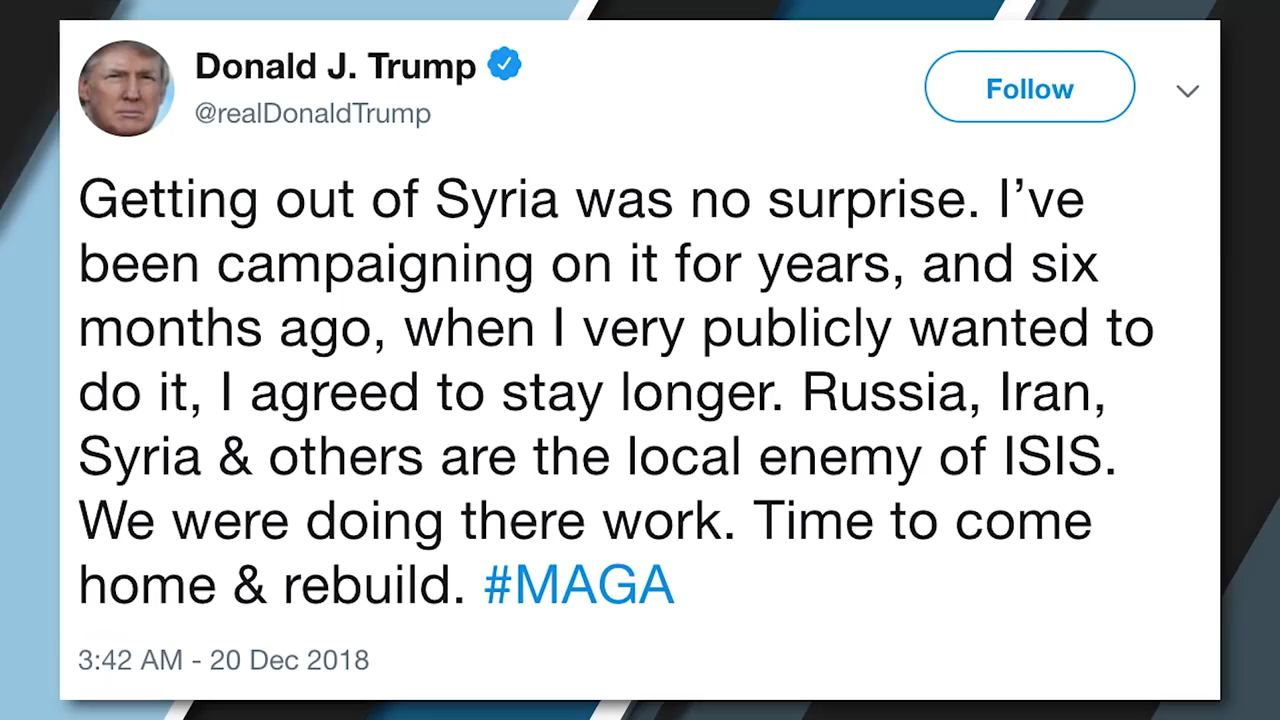 Donald J. Trump
@realDonaldTrump
Follow
Getting out of Syria was no surprise. I’ve
been campaigning on it for years, and six
months ago, when I very publicly wanted to
do it, I agreed to stay longer. Russia, Iran,
Syria & others are the local enemy of ISIS.
We were doing there work. Time to come
home & rebuild. #MAGA
3:42 AM - 20 Dec 2018